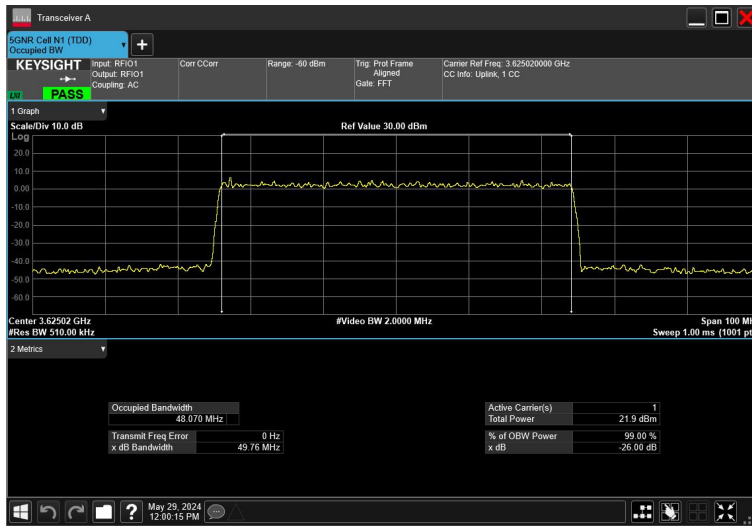 Transceiver A
5GNR Cell N1 (TDD)
Occupied BW
KEYSIGHT
Input: RFIO1
Output: RFIO1
Coupling: AC
Corr CCorr
Range: -60 dBm
Trig: Prot Frame
Aligned
Gate: FFT
Carrier Ref Freq: 3.625020000 GHz
CC Info: Uplink, 1 CC
LXI
PASS
1 Graph
Scale/Div 10.0 dB
Ref Value 30.00 dBm
Log
20.0
10.0
0.00
-10.0
-20.0
-30.0
-40.0
-50.0
-60.0
Center 3.62502 GHz
#Video BW 2.0000 MHz
Span 100 MH
#Res BW 510.00 kHz
Sweep 1.00 ms (1001 pt
2 Metrics
Occupied Bandwidth
48.070 MHz
Transmit Freq Error 0 Hz
x dB Bandwidth 49.76 MHz
Active Carrier(s) 1
Total Power 21.9 dBm
% of OBW Power 99.00 %
x dB -26.00 dB
May 29, 2024
12:00:15 PM